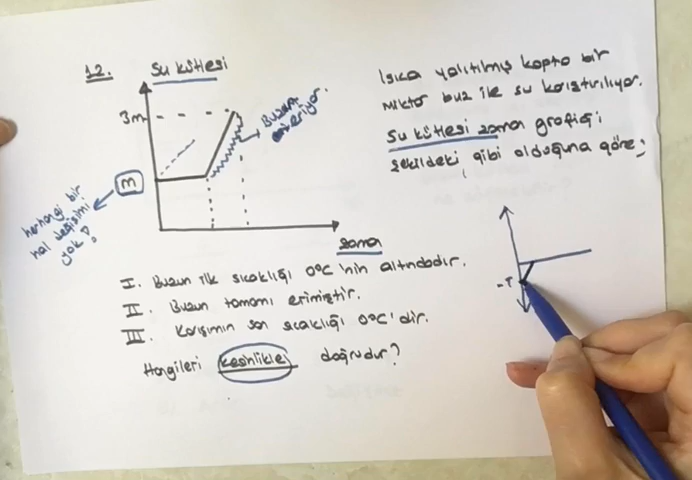 12.
Su kütlesi
3m
m
zaman
Buzun
eriyor.
herhangi bir
hal değişimi
yok?
Isıca yalıtılmış kapta bir
miktar buz ile su karıştırılıyor.
Su kütlesi zaman grafiği
şekildeki gibi olduğuna göre;
-T
I. Buzun ilk sıcaklığı 0°C'nin altındadır.
II. Buzun tamamı erimiştir.
III. Karışımın son sıcaklığı 0°C'dir.
Hangileri kesinlikle doğrudur?